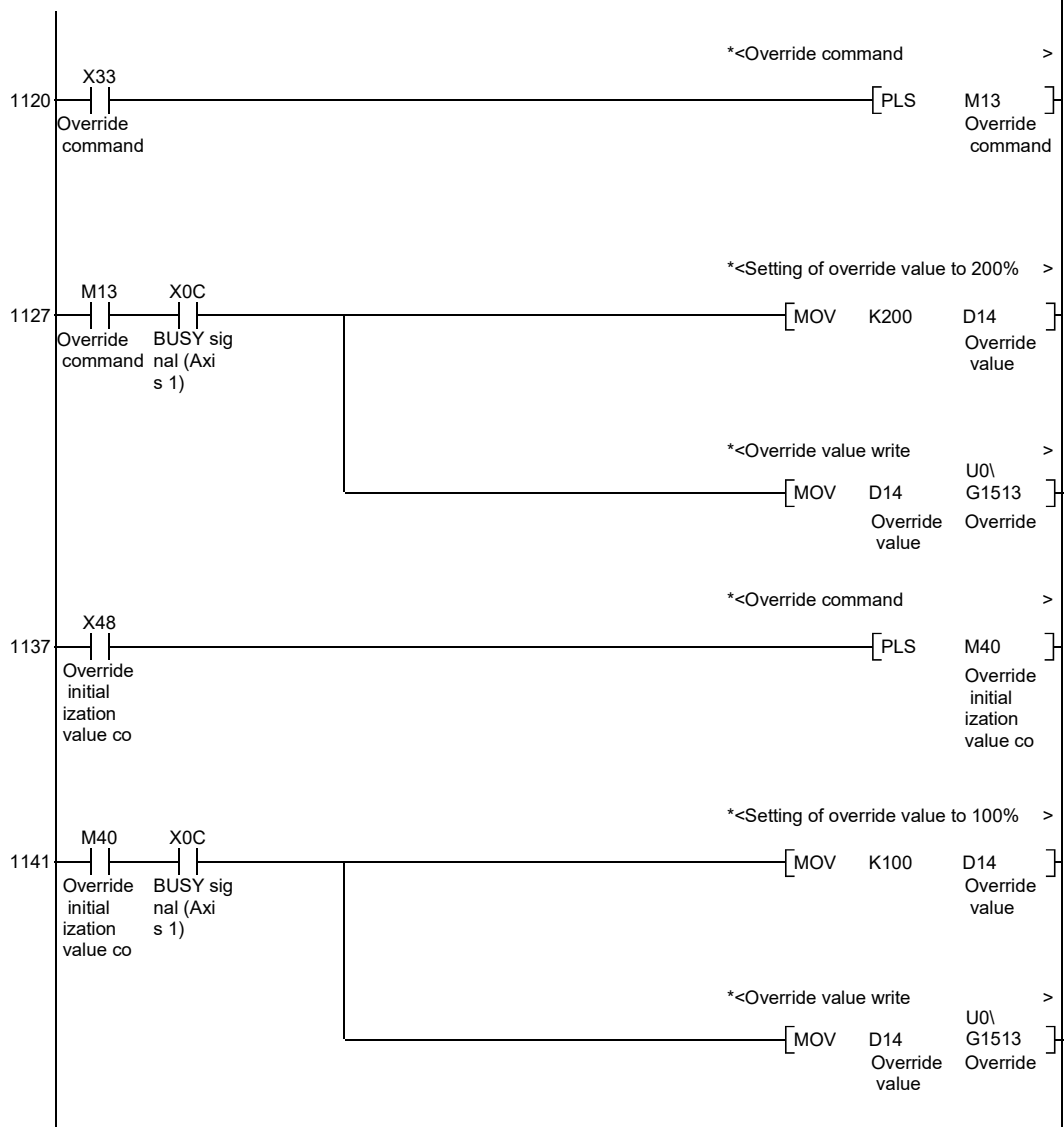 *<Override command >
X33
1120 [PLS M13 ]
Override command
Override command
*<Setting of override value to 200% >
M13 X0C
1127 [MOV K200 D14 ]
Override command
BUSY sig
nal (Axi
s 1)
Override
value
*<Override value write >
U0\
[MOV D14 G1513 ]
Override
value
Override
*<Override command >
X48
1137 [PLS M40 ]
Override
initial
ization
value co
Override
initial
ization
value co
*<Setting of override value to 100% >
M40 X0C
1141 [MOV K100 D14 ]
Override
initial
ization
value co
BUSY sig
nal (Axi
s 1)
Override
value
*<Override value write >
U0\
[MOV D14 G1513 ]
Override
value
Override